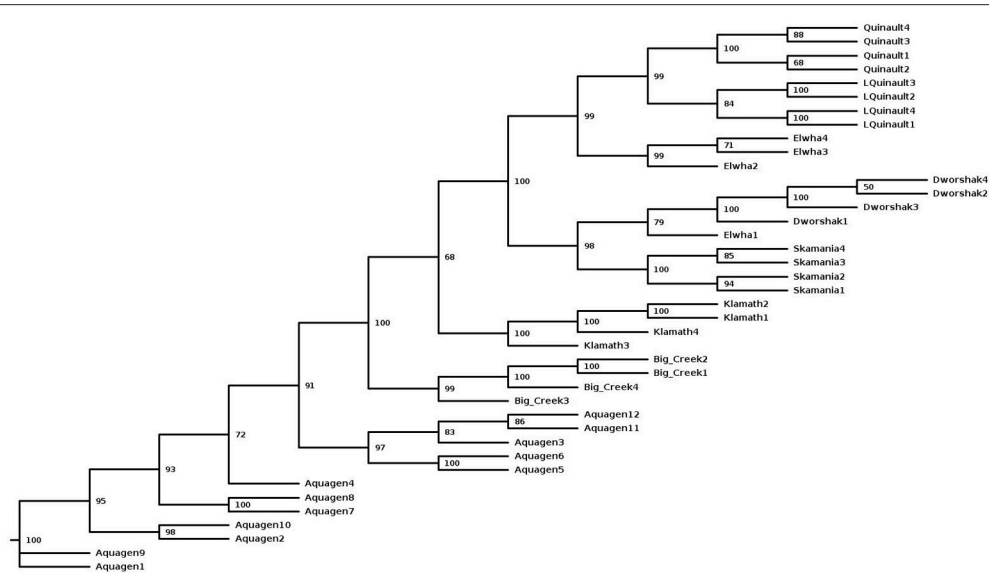 Quinault4
88
Quinault3
100
Quinault1
68
Quinault2
99
LQuinault3
100
LQuinault2
84
LQuinault4
100
LQuinault1
99
Elwha4
71
Elwha3
99
Elwha2
100
Dworshak4
50
Dworshak2
100
Dworshak3
100
Dworshak1
79
Elwha1
98
Skamania4
85
Skamania3
100
Skamania2
94
Skamania1
68
Klamath2
100
Klamath1
100
Klamath4
100
Klamath3
100
Big_Creek2
100
Big_Creek1
100
Big_Creek4
99
Big_Creek3
91
Aquagen12
86
Aquagen11
83
Aquagen3
97
Aquagen6
100
Aquagen5
72
Aquagen4
93
Aquagen8
100
Aquagen7
95
Aquagen10
98
Aquagen2
100
Aquagen9
Aquagen1